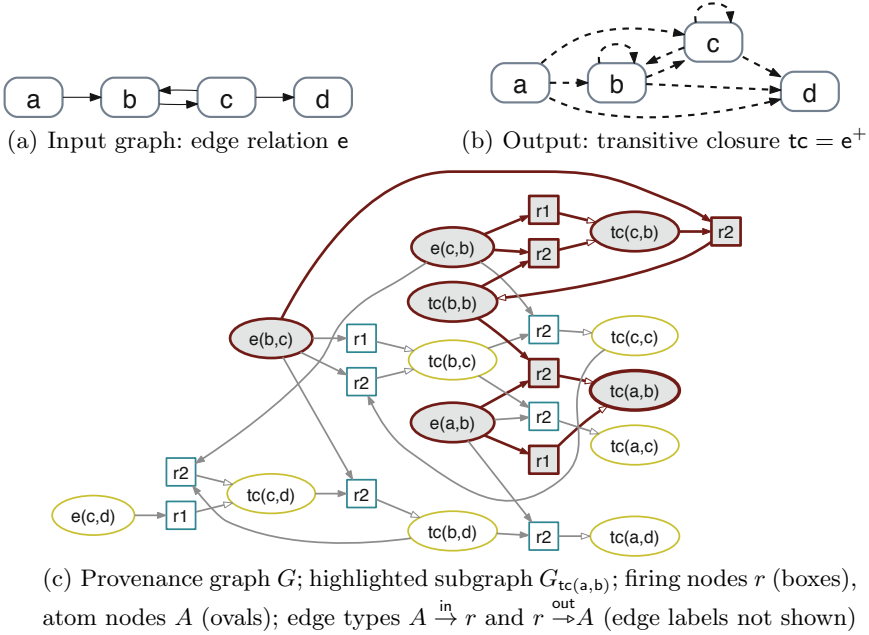 a
b
c
d
a
b
c
d
(a) Input graph: edge relation e
(b) Output: transitive closure tc = e⁺
r1
e(c,b)
r2
tc(c,b)
r2
tc(b,b)
e(b,c)
r1
tc(b,c)
r2
tc(c,c)
r2
r2
tc(a,b)
e(a,b)
r2
tc(a,c)
r1
r2
tc(c,d)
r2
e(c,d)
r1
tc(b,d)
r2
tc(a,d)
(c) Provenance graph G; highlighted subgraph G_tc(a,b); firing nodes r (boxes),
atom nodes A (ovals); edge types A →in r and r ⇾out A (edge labels not shown)